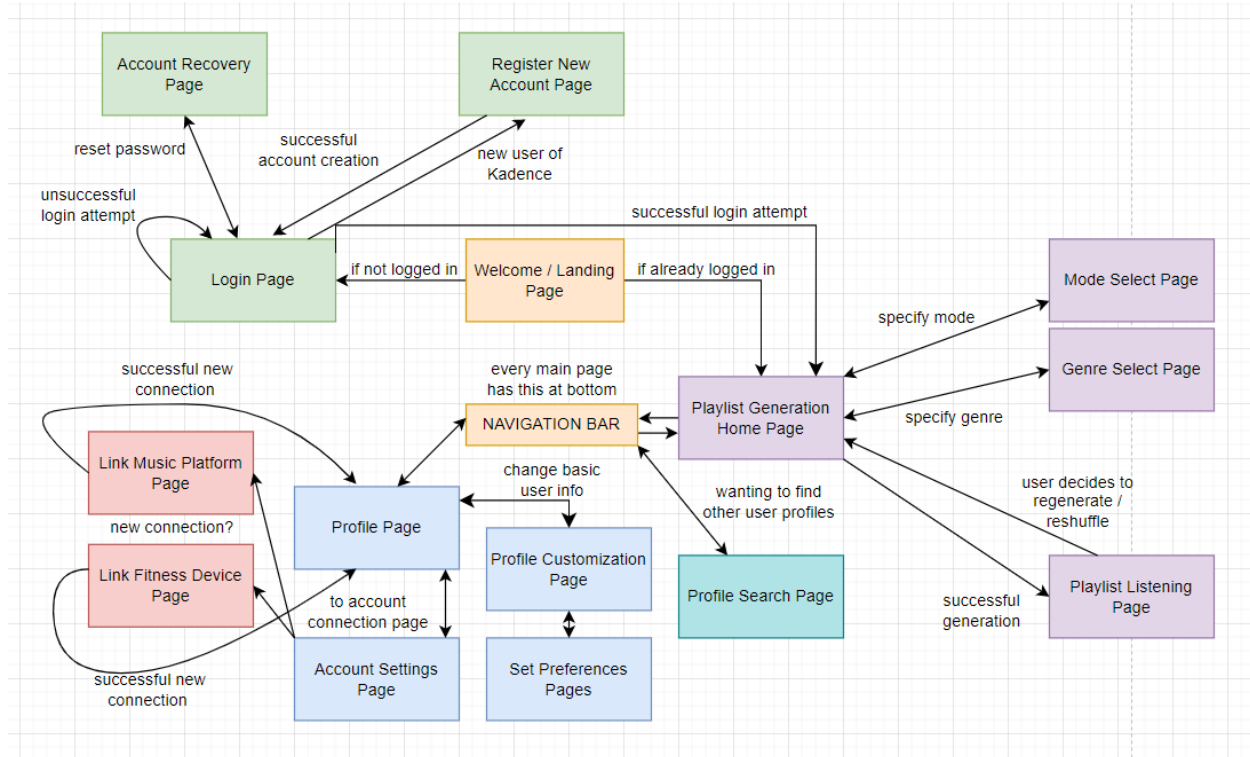 Account Recovery
Page
Register New
Account Page
reset password
successful
account creation
new user of
Kadence
unsuccessful
login attempt
successful login attempt
Login Page
if not logged in
Welcome / Landing
Page
if already logged in
Mode Select Page
specify mode
Genre Select Page
specify genre
successful new
connection
every main page
has this at bottom
NAVIGATION BAR
Playlist Generation
Home Page
Link Music Platform
Page
change basic
user info
wanting to find
other user profiles
user decides to
regenerate /
reshuffle
new connection?
Profile Page
Link Fitness Device
Page
Profile Customization
Page
Profile Search Page
Playlist Listening
Page
to account
connection page
successful
generation
successful new
connection
Account Settings
Page
Set Preferences
Pages